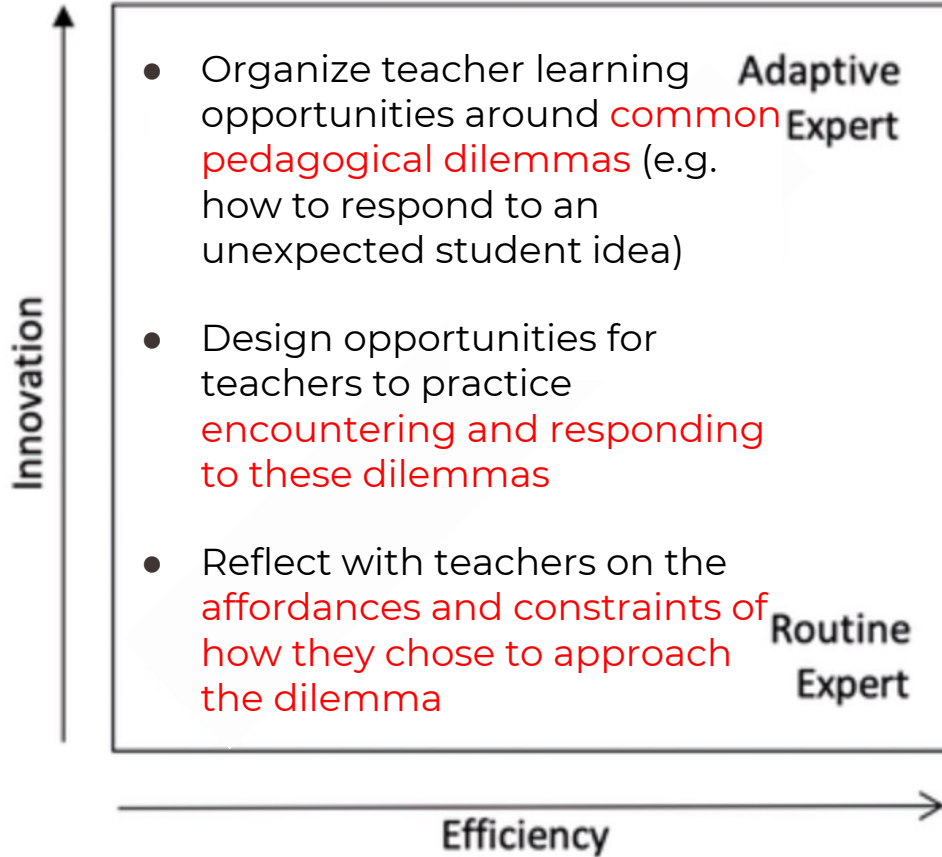 ● Organize teacher learning
opportunities around common
pedagogical dilemmas (e.g.
how to respond to an
unexpected student idea)
● Design opportunities for
teachers to practice
encountering and responding
to these dilemmas
● Reflect with teachers on the
affordances and constraints of
how they chose to approach
the dilemma
Adaptive
Expert
Routine
Expert
Innovation
Efficiency